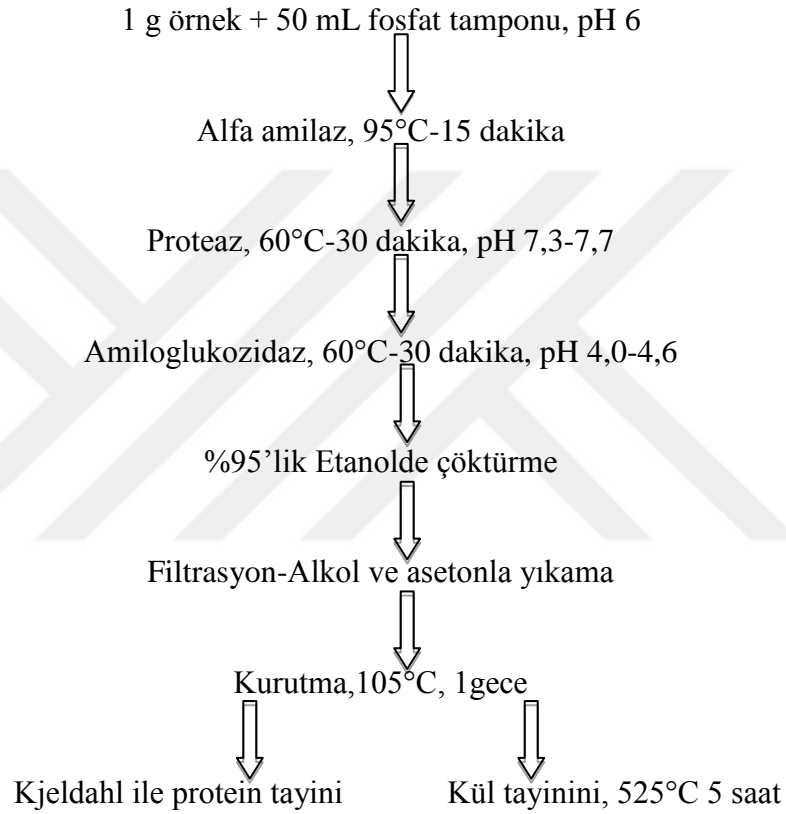 1 g örnek + 50 mL fosfat tamponu, pH 6
Alfa amilaz, 95°C-15 dakika
Proteaz, 60°C-30 dakika, pH 7,3-7,7
Amiloglukozidaz, 60°C-30 dakika, pH 4,0-4,6
%95’lik Etanolde çöktürme
Filtrasyon-Alkol ve asetonla yıkama
Kurutma,105°C, 1gece
Kjeldahl ile protein tayini
Kül tayinini, 525°C 5 saat